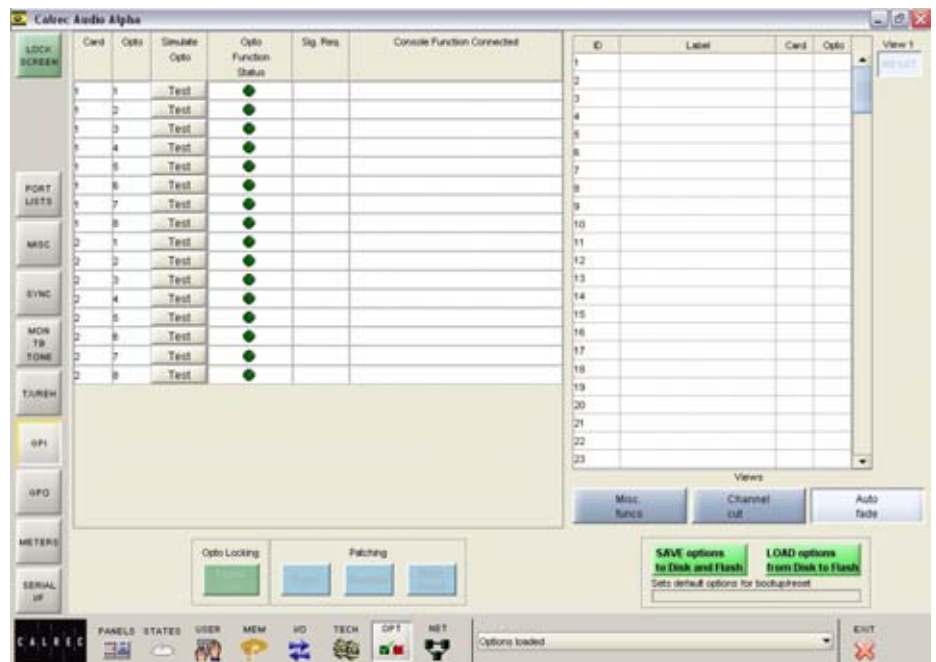 Calrec Audio Alpha
LOCK SCREEN
PORT LISTS
MISC
SYNC
MON TB TONE
TX/REH
GPI
GPO
METERS
SERIAL I/F
Card Opto Simulate Opto Opto Function Status Sig. Req. Console Function Connected
1 1 Test
1 2 Test
1 3 Test
1 4 Test
1 5 Test
1 6 Test
1 7 Test
1 8 Test
2 1 Test
2 2 Test
2 3 Test
2 4 Test
2 5 Test
2 6 Test
2 7 Test
2 8 Test
ID Label Card Opto
1
2
3
4
5
6
7
8
9
10
11
12
13
14
15
16
17
18
19
20
21
22
23
View 1
RESET
Views
Misc. funcs
Channel cut
Auto fade
Opto Locking
Patching
SAVE options to Disk and Flash
LOAD options from Disk to Flash
Sets default options for bootup/reset
CALREC
PANELS STATES USER MEM I/O TECH OPT NET
Options loaded
EXIT